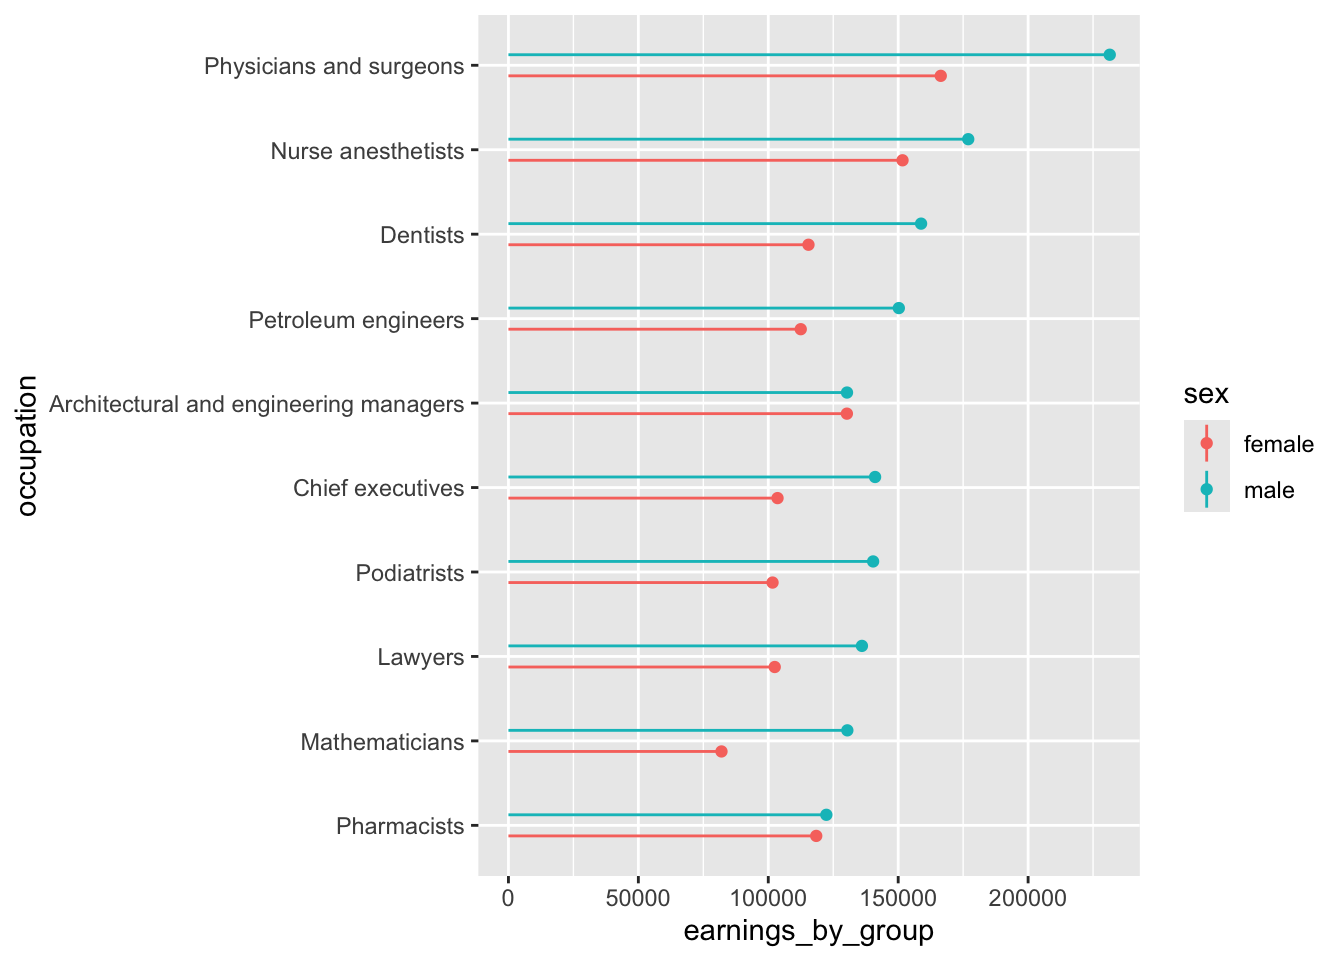 Physicians and surgeons
Nurse anesthetists
Dentists
Petroleum engineers
Architectural and engineering managers
Chief executives
Podiatrists
Lawyers
Mathematicians
Pharmacists
occupation
0 50000 100000 150000 200000
earnings_by_group
sex
female
male